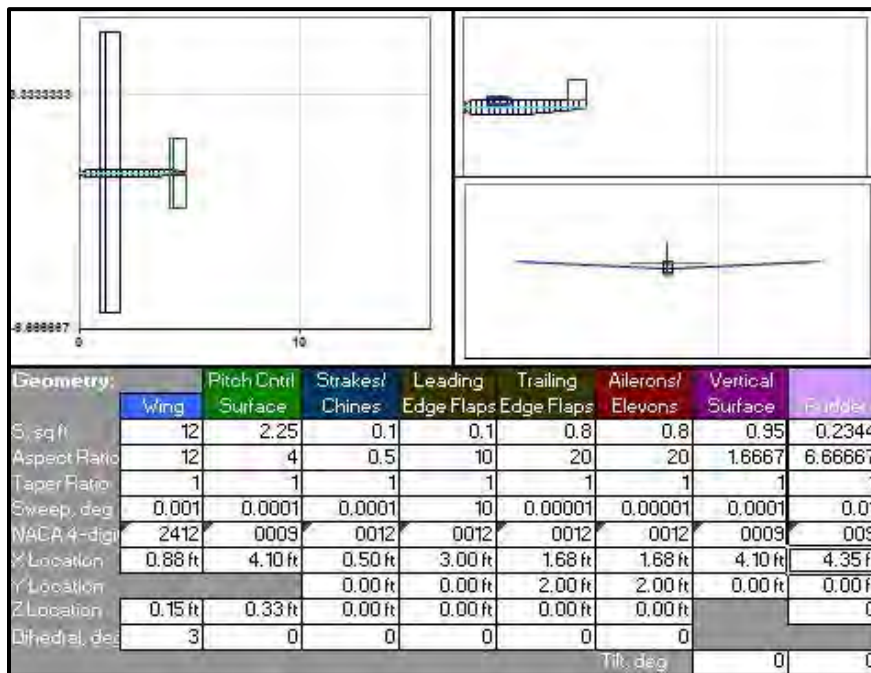 0
10
10
Geometry:
Wing
Pitch Cntrl Surface
Strakes/ Chines
Leading Edge Flaps
Trailing Edge Flaps
Ailerons/ Elevons
Vertical Surface
Rudder
S, sq ft 12 2.25 0.1 0.1 0.8 0.8 0.95 0.2344
Aspect Ratio 12 4 0.5 10 20 20 1.6667 6.66667
Taper Ratio 1 1 1 1 1 1 1
Sweep, deg 0.001 0.0001 0.0001 10 0.00001 0.00001 0.0001 0.01
NACA 4-digi 2412 0009 0012 0012 0012 0012 0009 009
X Location 0.88 ft 4.10 ft 0.50 ft 3.00 ft 1.68 ft 1.68 ft 4.10 ft 4.35 f
Y Location 0.00 ft 0.00 ft 2.00 ft 2.00 ft 0.00 ft 0.00 f
Z Location 0.15 ft 0.33 ft 0.00 ft 0.00 ft 0.00 ft 0.00 ft
Dihedral, deg 3 0 0 0 0 0
Tilt, deg 0